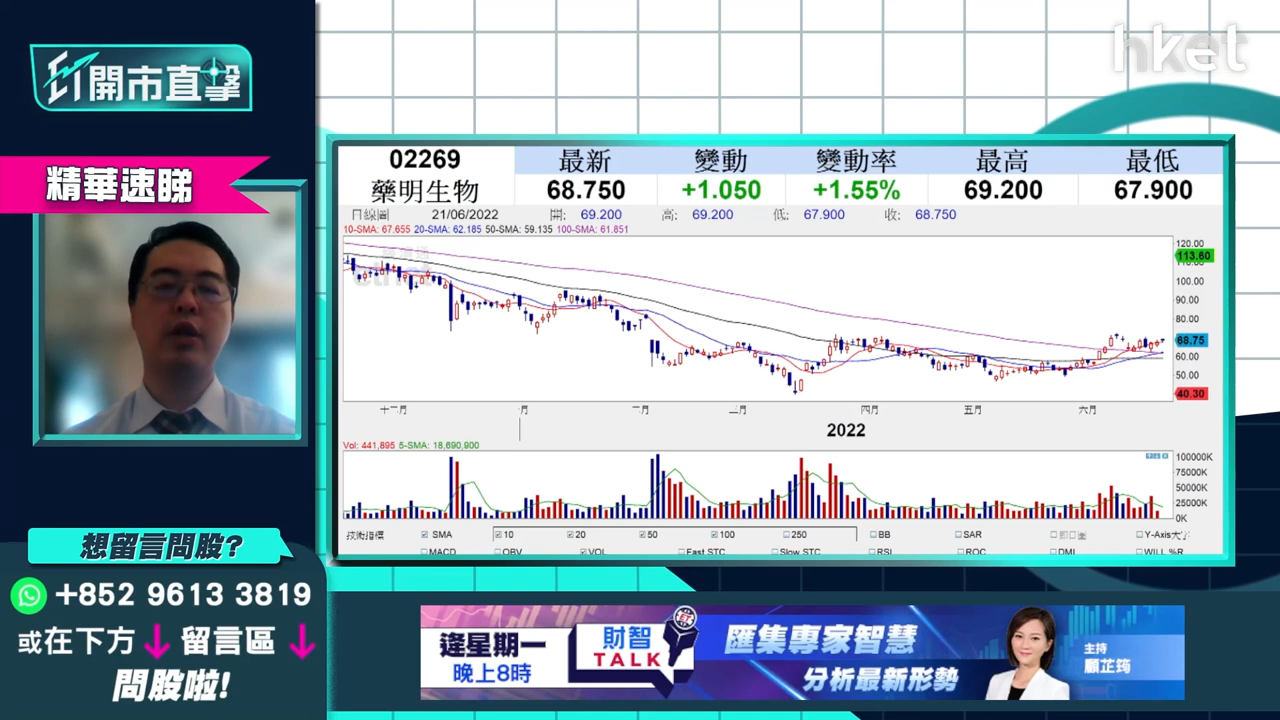 hket
ET開市直擊
精華速睇
02269
藥明生物
最新 變動 變動率 最高 最低
68.750 +1.050 +1.55% 69.200 67.900
日線圖 21/06/2022 開: 69.200 高: 69.200 低: 67.900 收: 68.750
10-SMA: 67.655 20-SMA: 62.185 50-SMA: 59.135 100-SMA: 61.851
120.00
113.60
100.00
90.00
80.00
68.75
60.00
50.00
40.30
十二月 一月 二月 三月 四月 五月 六月
2022
Vol: 441,895 5-SMA: 18,690,900
100000K
75000K
50000K
25000K
0K
技術指標 SMA 10 20 50 100 250 BB SAR Y-Axis
MACD OBV VOL Fast STC Slow STC RSI ROC DMI WILL %R
想留言問股?
+852 9613 3819
或在下方 留言區
問股啦!
逢星期一
晚上8時
財智
TALK
匯集專家智慧
分析最新形勢
主持
顧芷筠